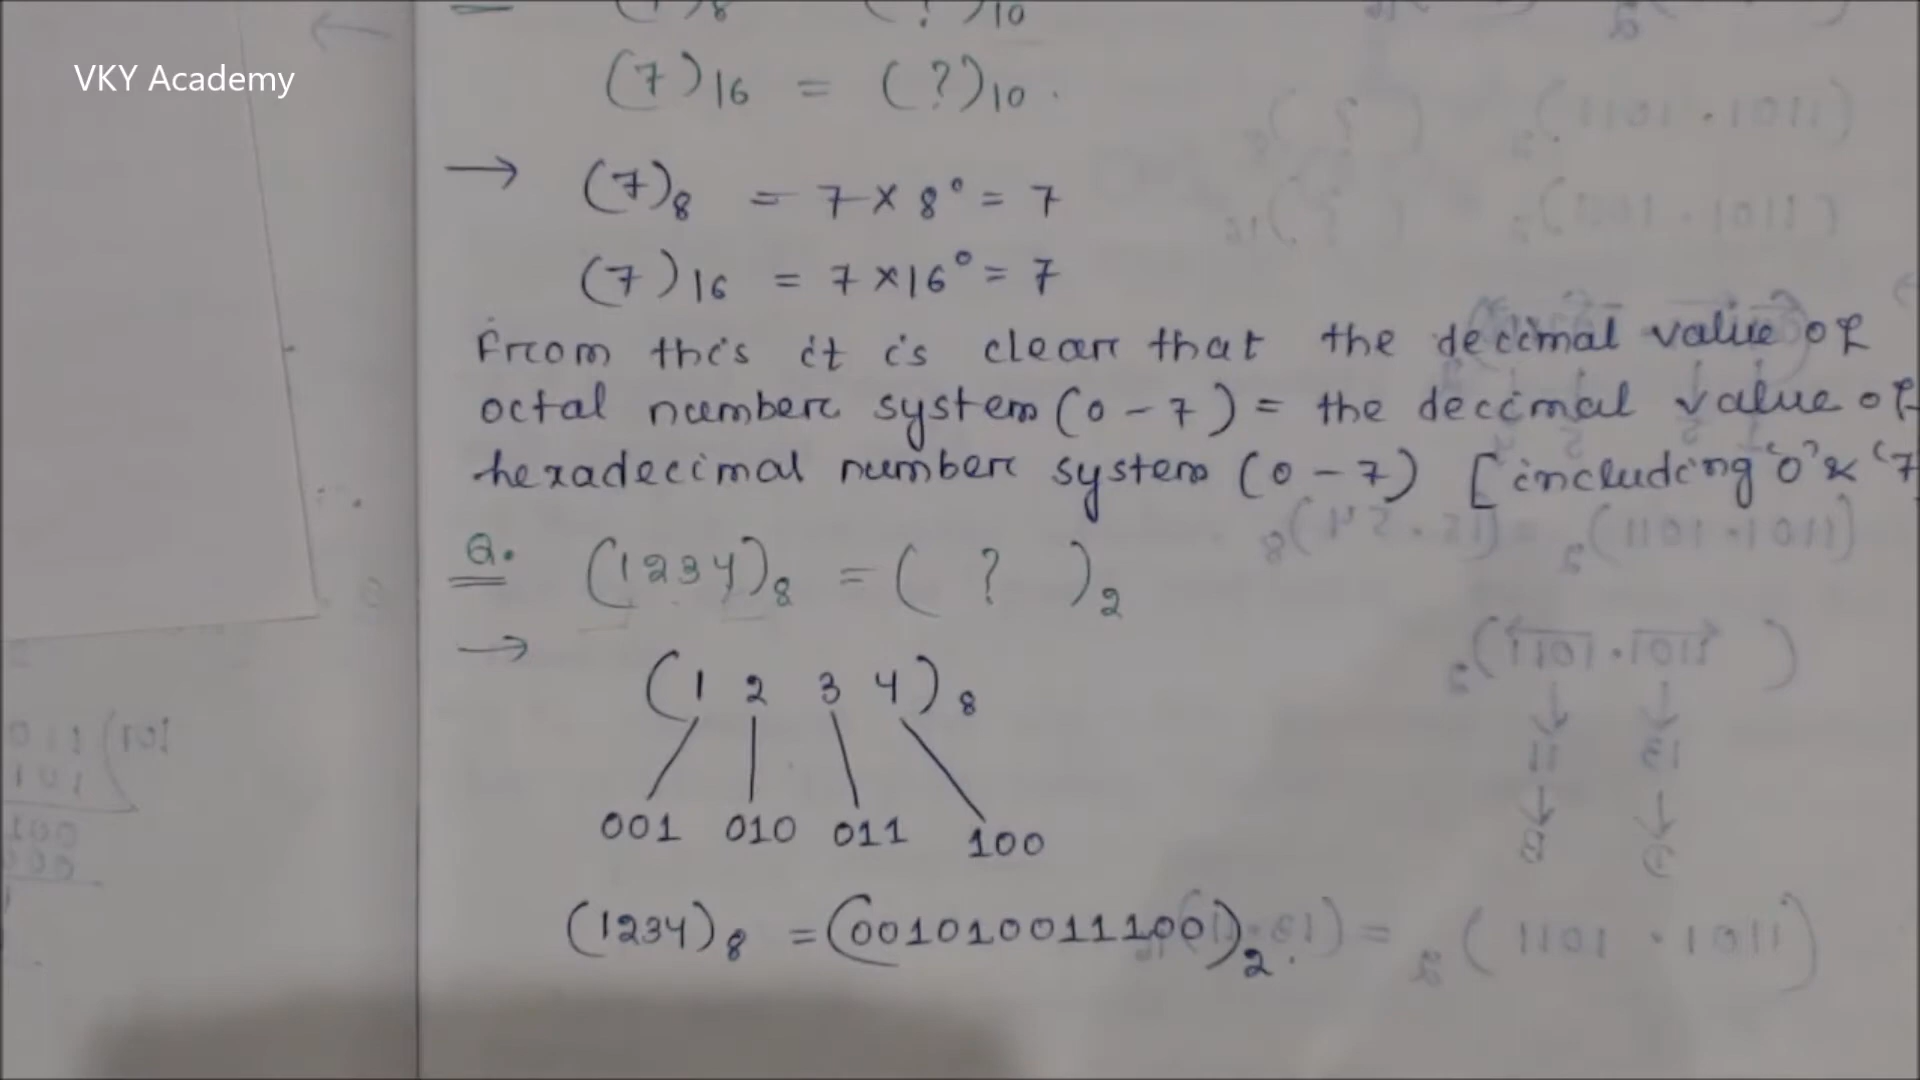 VKY Academy
(7)₁₆ = (?)₁₀.
→ (7)₈ = 7 × 8⁰ = 7
(7)₁₆ = 7 × 16⁰ = 7
From this it is clear that the decimal value of
octal number system (0 - 7) = the decimal value of
hexadecimal number system (0 - 7) [including '0' & '7
Q. (1234)₈ = ( ? )₂
→ (1 2 3 4)₈
001 010 011 100
(1234)₈ = (001010011100)₂.